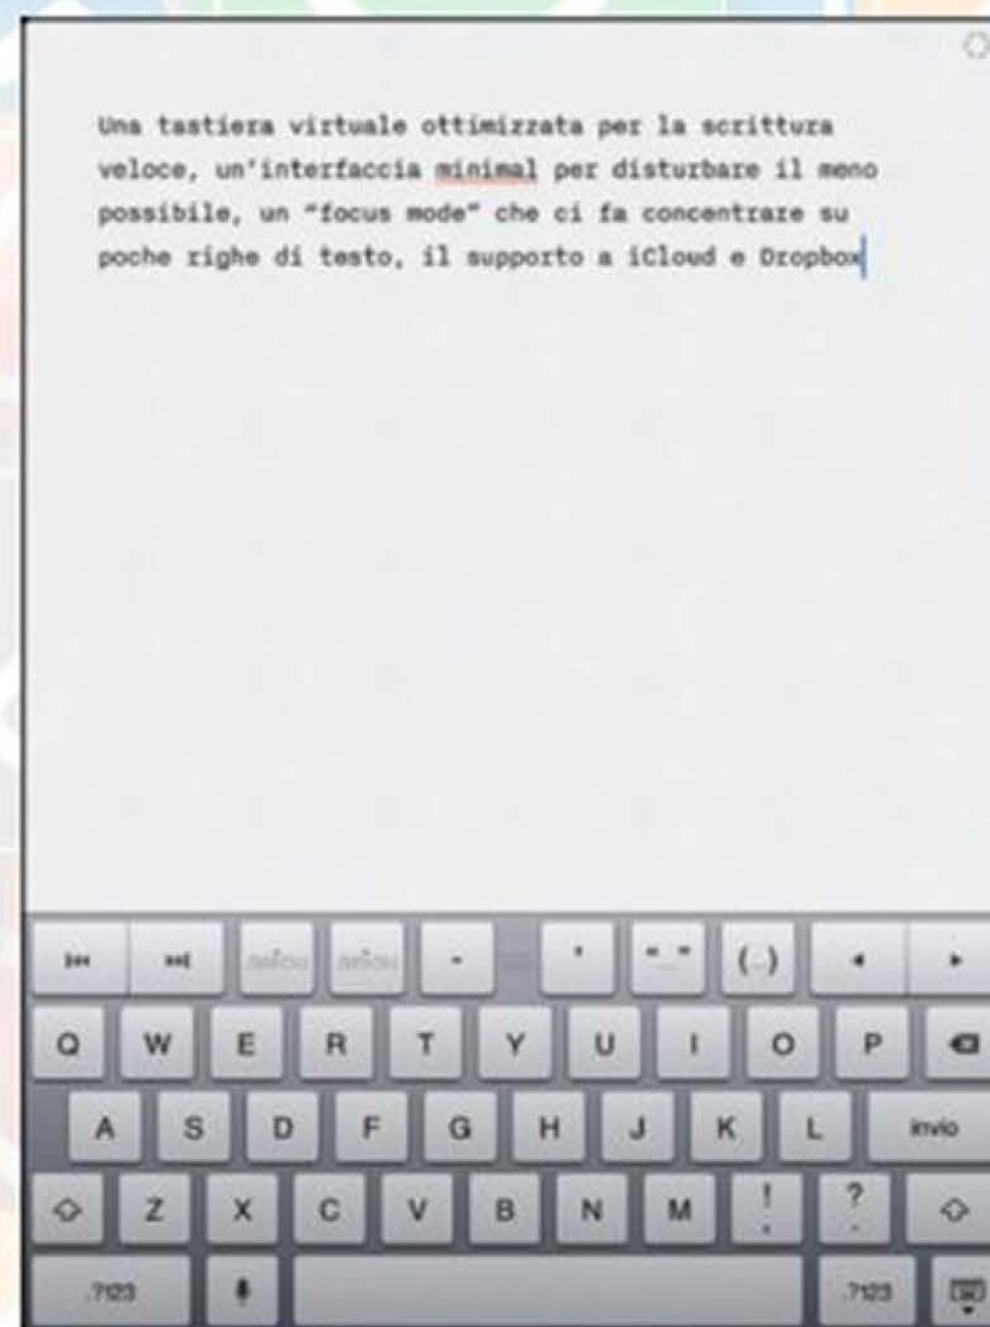 Una tastiera virtuale ottimizzata per la scrittura
veloce, un'interfaccia minimal per disturbare il meno
possibile, un “focus mode” che ci fa concentrare su
poche righe di testo, il supporto a iCloud e Dropbox
- ' “_” (_)
Q W E R T Y U I O P
A S D F G H J K L invio
Z X C V B N M ! , ? .
.?123 .?123